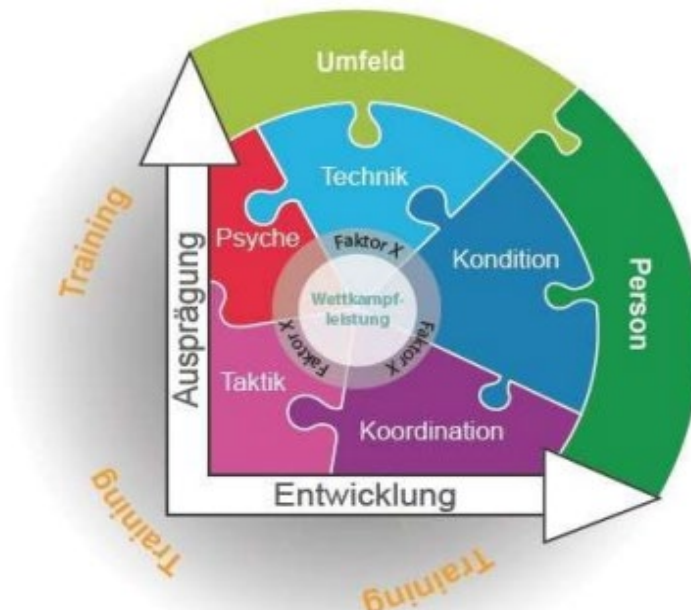 Umfeld
Technik
Psyche
Faktor X
Kondition
Person
Training
Ausprägung
Wettkampf-
leistung
Faktor X
Faktor X
Taktik
Koordination
Entwicklung
Training
Training